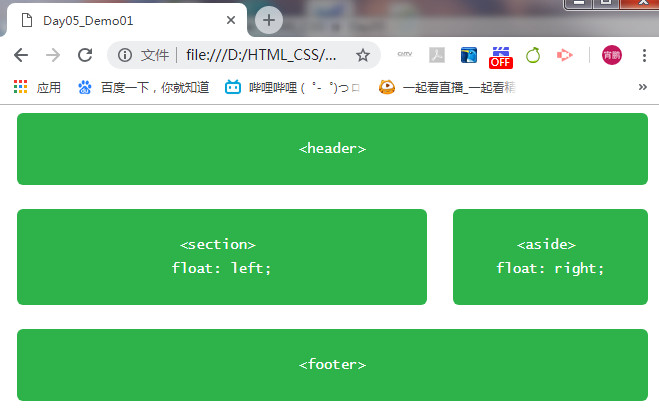 Day05_Demo01
文件 file:///D:/HTML_CSS/...
OFF
宵鹏
应用 百度一下，你就知道 哔哩哔哩 ( ゜- ゜)つロ 一起看直播_一起看精
<header>
<section>
float: left;
<aside>
float: right;
<footer>